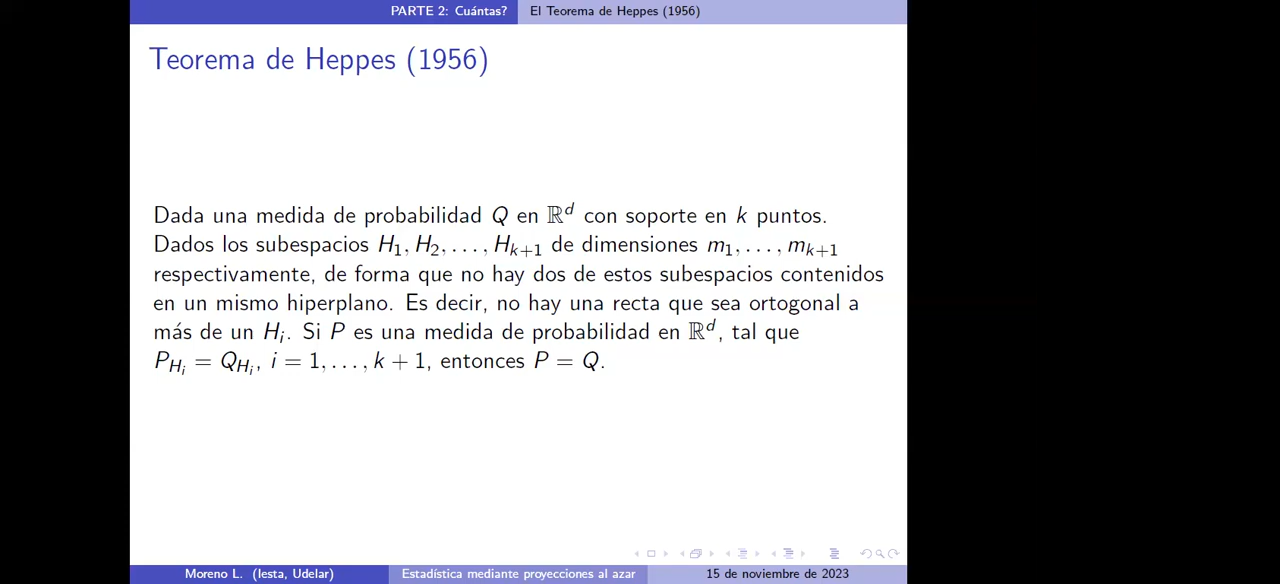 PARTE 2: Cuántas? El Teorema de Heppes (1956)
Teorema de Heppes (1956)
Dada una medida de probabilidad Q en ℝ^d con soporte en k puntos.
Dados los subespacios H_1, H_2, . . . , H_{k+1} de dimensiones m_1, . . . , m_{k+1}
respectivamente, de forma que no hay dos de estos subespacios contenidos
en un mismo hiperplano. Es decir, no hay una recta que sea ortogonal a
más de un H_i. Si P es una medida de probabilidad en ℝ^d, tal que
P_{H_i} = Q_{H_i}, i = 1, . . . , k + 1, entonces P = Q.
Moreno L. (Iesta, Udelar) Estadística mediante proyecciones al azar 15 de noviembre de 2023